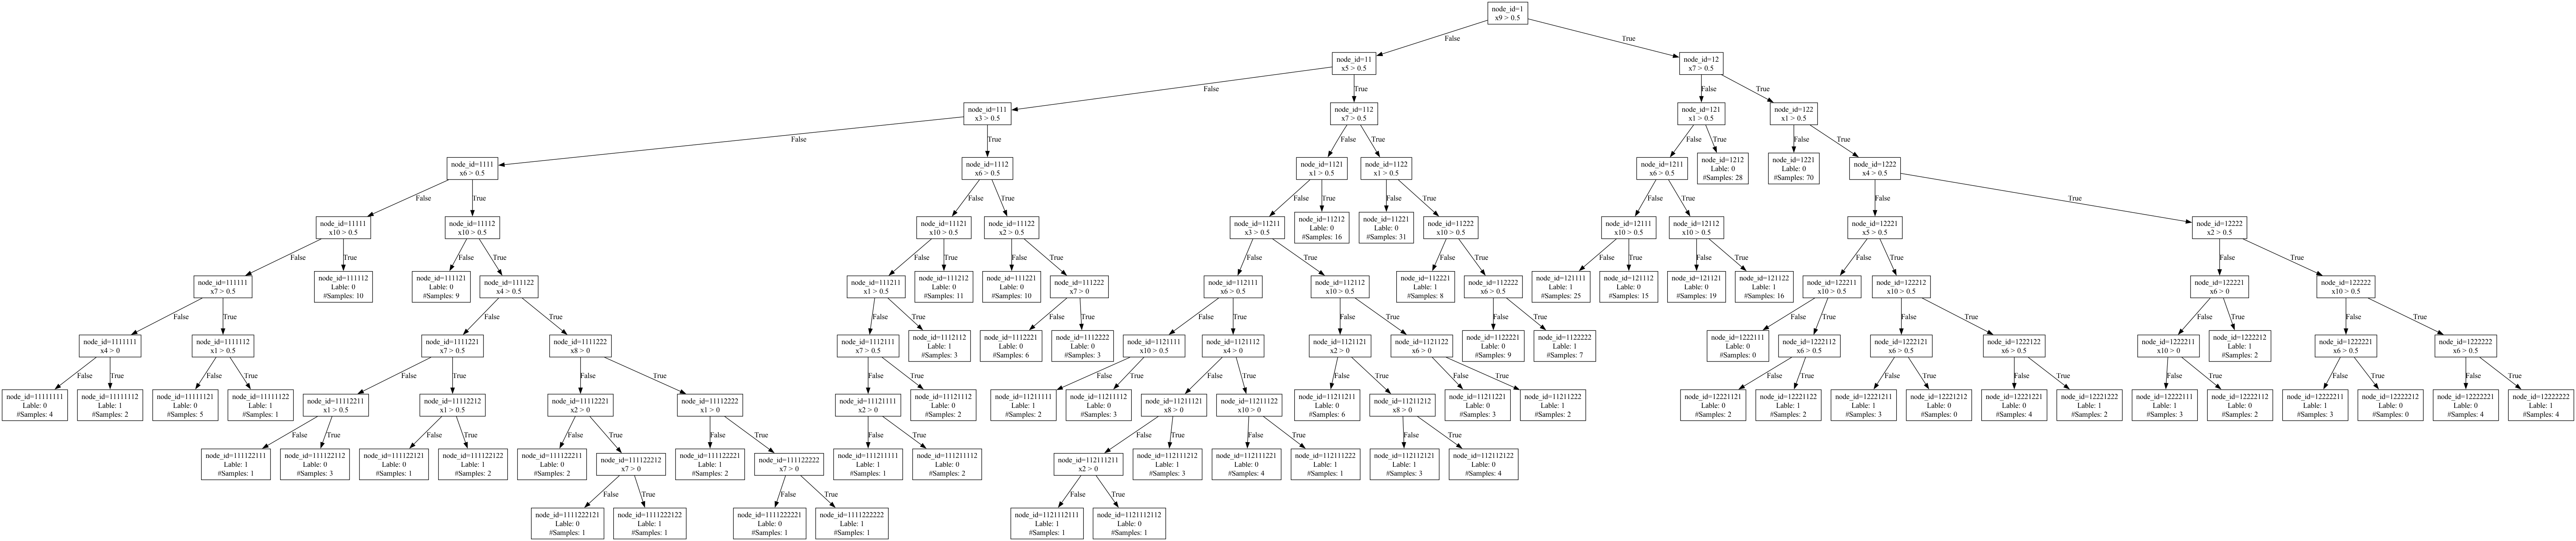 node_id=1
x9 > 0.5
False
True
node_id=11
x5 > 0.5
node_id=12
x7 > 0.5
False
True
False
True
node_id=111
x3 > 0.5
node_id=112
x7 > 0.5
node_id=121
x1 > 0.5
node_id=122
x1 > 0.5
False
True
False
True
False
True
False
True
node_id=1111
x6 > 0.5
node_id=1112
x6 > 0.5
node_id=1121
x1 > 0.5
node_id=1122
x1 > 0.5
node_id=1211
x6 > 0.5
node_id=1212
Lable: 0
#Samples: 28
node_id=1221
Lable: 0
#Samples: 70
node_id=1222
x4 > 0.5
False
True
False
True
False
True
False
True
False
True
False
True
node_id=11111
x10 > 0.5
node_id=11112
x10 > 0.5
node_id=11121
x10 > 0.5
node_id=11122
x2 > 0.5
node_id=11211
x3 > 0.5
node_id=11212
Lable: 0
#Samples: 16
node_id=11221
Lable: 0
#Samples: 31
node_id=11222
x10 > 0.5
node_id=12111
x10 > 0.5
node_id=12112
x10 > 0.5
node_id=12221
x5 > 0.5
node_id=12222
x2 > 0.5
False
True
False
True
False
True
False
True
False
True
False
True
False
True
False
True
False
True
False
True
node_id=111111
x7 > 0.5
node_id=111112
Lable: 0
#Samples: 10
node_id=111121
Lable: 0
#Samples: 9
node_id=111122
x4 > 0.5
node_id=111211
x1 > 0.5
node_id=111212
Lable: 0
#Samples: 11
node_id=111221
Lable: 0
#Samples: 10
node_id=111222
x7 > 0
node_id=112111
x6 > 0.5
node_id=112112
x10 > 0.5
node_id=112221
Lable: 1
#Samples: 8
node_id=112222
x6 > 0.5
node_id=121111
Lable: 1
#Samples: 25
node_id=121112
Lable: 0
#Samples: 15
node_id=121121
Lable: 0
#Samples: 19
node_id=121122
Lable: 1
#Samples: 16
node_id=122211
x10 > 0.5
node_id=122212
x10 > 0.5
node_id=122221
x6 > 0
node_id=122222
x10 > 0.5
False
True
False
True
False
True
False
True
False
True
False
True
False
True
False
True
False
True
False
True
False
True
node_id=1111111
x4 > 0
node_id=1111112
x1 > 0.5
node_id=1111221
x7 > 0.5
node_id=1111222
x8 > 0
node_id=1112111
x7 > 0.5
node_id=1112112
Lable: 1
#Samples: 3
node_id=1112221
Lable: 0
#Samples: 6
node_id=1112222
Lable: 0
#Samples: 3
node_id=1121111
x10 > 0.5
node_id=1121112
x4 > 0
node_id=1121121
x2 > 0
node_id=1121122
x6 > 0
node_id=1122221
Lable: 0
#Samples: 9
node_id=1122222
Lable: 1
#Samples: 7
node_id=1222111
Lable: 0
#Samples: 0
node_id=1222112
x6 > 0.5
node_id=1222121
x6 > 0.5
node_id=1222122
x6 > 0.5
node_id=1222211
x10 > 0
node_id=1222212
Lable: 1
#Samples: 2
node_id=1222221
x6 > 0.5
node_id=1222222
x6 > 0.5
False
True
False
True
False
True
False
True
False
True
False
True
False
True
False
True
False
True
False
True
False
True
False
True
False
True
False
True
False
True
node_id=11111111
Lable: 0
#Samples: 4
node_id=11111112
Lable: 1
#Samples: 2
node_id=11111121
Lable: 0
#Samples: 5
node_id=11111122
Lable: 1
#Samples: 1
node_id=11112211
x1 > 0.5
node_id=11112212
x1 > 0.5
node_id=11112221
x2 > 0
node_id=11112222
x1 > 0
node_id=11121111
x2 > 0
node_id=11121112
Lable: 0
#Samples: 2
node_id=11211111
Lable: 1
#Samples: 2
node_id=11211112
Lable: 0
#Samples: 3
node_id=11211121
x8 > 0
node_id=11211122
x10 > 0
node_id=11211211
Lable: 0
#Samples: 6
node_id=11211212
x8 > 0
node_id=11211221
Lable: 0
#Samples: 3
node_id=11211222
Lable: 1
#Samples: 2
node_id=12221121
Lable: 0
#Samples: 2
node_id=12221122
Lable: 1
#Samples: 2
node_id=12221211
Lable: 1
#Samples: 3
node_id=12221212
Lable: 0
#Samples: 0
node_id=12221221
Lable: 0
#Samples: 4
node_id=12221222
Lable: 1
#Samples: 2
node_id=12222111
Lable: 1
#Samples: 3
node_id=12222112
Lable: 0
#Samples: 2
node_id=12222211
Lable: 1
#Samples: 3
node_id=12222212
Lable: 0
#Samples: 0
node_id=12222221
Lable: 0
#Samples: 4
node_id=12222222
Lable: 1
#Samples: 4
False
True
False
True
False
True
False
True
False
True
False
True
False
True
False
True
node_id=111122111
Lable: 1
#Samples: 1
node_id=111122112
Lable: 0
#Samples: 3
node_id=111122121
Lable: 0
#Samples: 1
node_id=111122122
Lable: 1
#Samples: 2
node_id=111122211
Lable: 0
#Samples: 2
node_id=111122212
x7 > 0
node_id=111122221
Lable: 1
#Samples: 2
node_id=111122222
x7 > 0
node_id=111211111
Lable: 1
#Samples: 1
node_id=111211112
Lable: 0
#Samples: 2
node_id=112111211
x2 > 0
node_id=112111212
Lable: 1
#Samples: 3
node_id=112111221
Lable: 0
#Samples: 4
node_id=112111222
Lable: 1
#Samples: 1
node_id=112112121
Lable: 1
#Samples: 3
node_id=112112122
Lable: 0
#Samples: 4
False
True
False
True
False
True
node_id=1111222121
Lable: 0
#Samples: 1
node_id=1111222122
Lable: 1
#Samples: 1
node_id=1111222221
Lable: 0
#Samples: 1
node_id=1111222222
Lable: 1
#Samples: 1
node_id=1121112111
Lable: 1
#Samples: 1
node_id=1121112112
Lable: 0
#Samples: 1